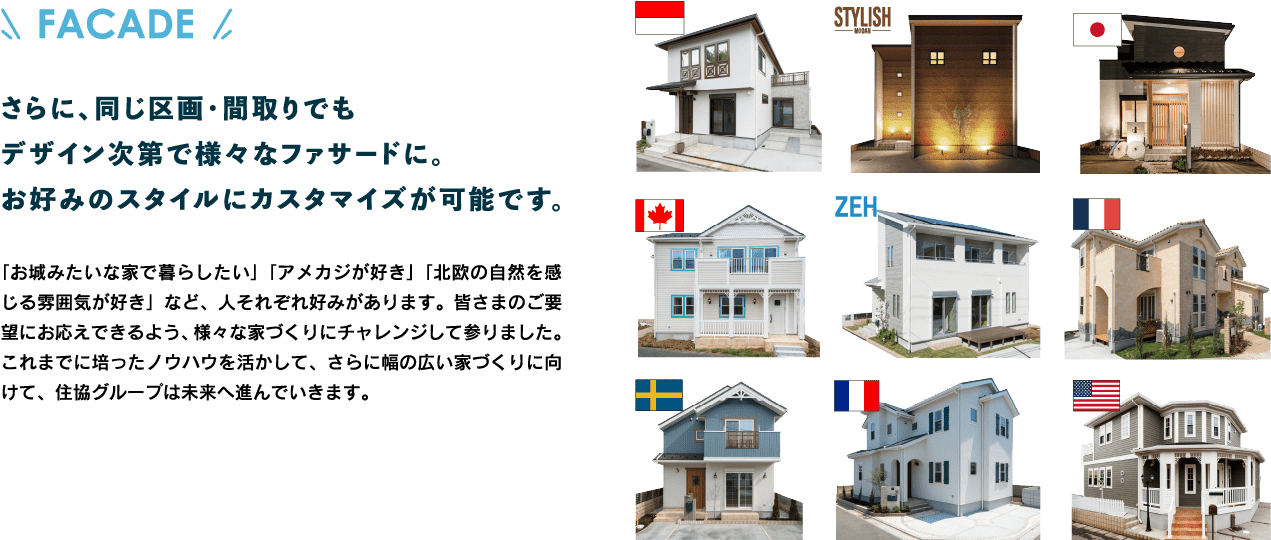 FACADE
さらに、同じ区画・間取りでも
デザイン次第で様々なファサードに。
お好みのスタイルにカスタマイズが可能です。
「お城みたいな家で暮らしたい」「アメカジが好き」「北欧の自然を感
じる雰囲気が好き」など、人それぞれ好みがあります。皆さまのご要
望にお応えできるよう、様々な家づくりにチャレンジして参りました。
これまでに培ったノウハウを活かして、さらに幅の広い家づくりに向
けて、住協グループは未来へ進んでいきます。
STYLISH
MODAN
ZEH